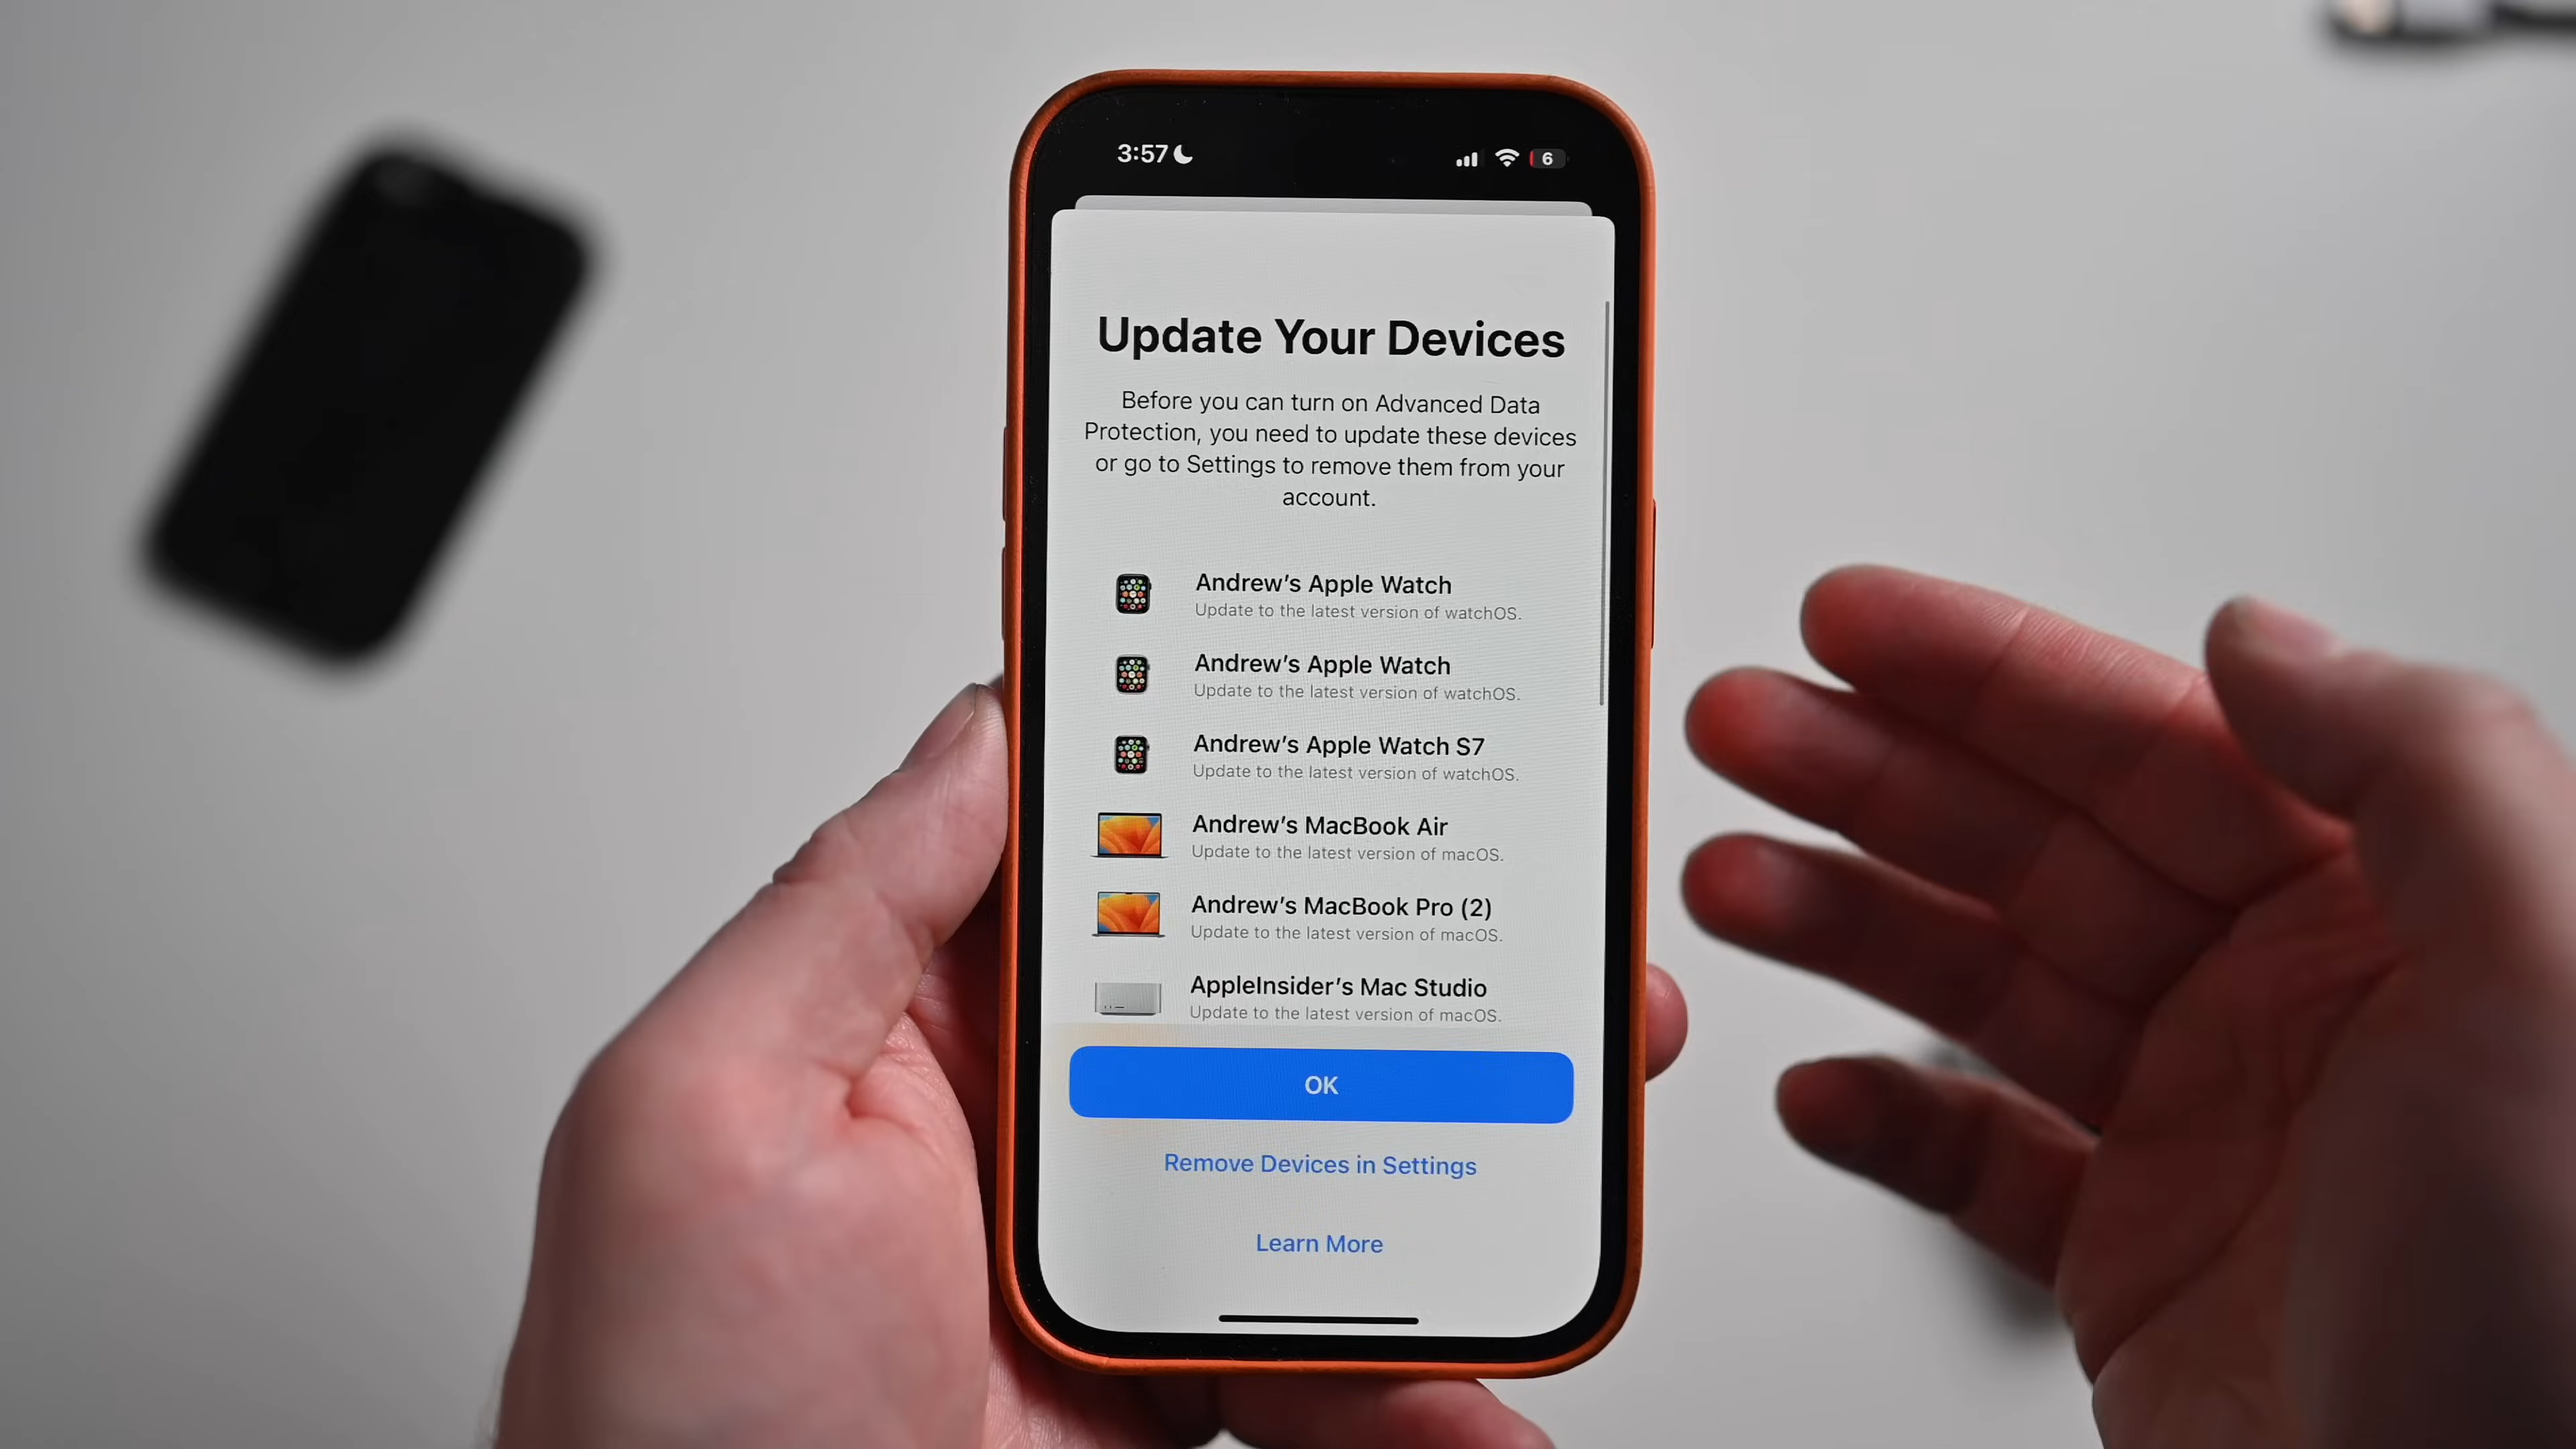 3:57
6
Update Your Devices
Before you can turn on Advanced Data
Protection, you need to update these devices
or go to Settings to remove them from your
account.
Andrew’s Apple Watch
Update to the latest version of watchOS.
Andrew’s Apple Watch
Update to the latest version of watchOS.
Andrew’s Apple Watch S7
Update to the latest version of watchOS.
Andrew’s MacBook Air
Update to the latest version of macOS.
Andrew’s MacBook Pro (2)
Update to the latest version of macOS.
AppleInsider’s Mac Studio
Update to the latest version of macOS.
OK
Remove Devices in Settings
Learn More